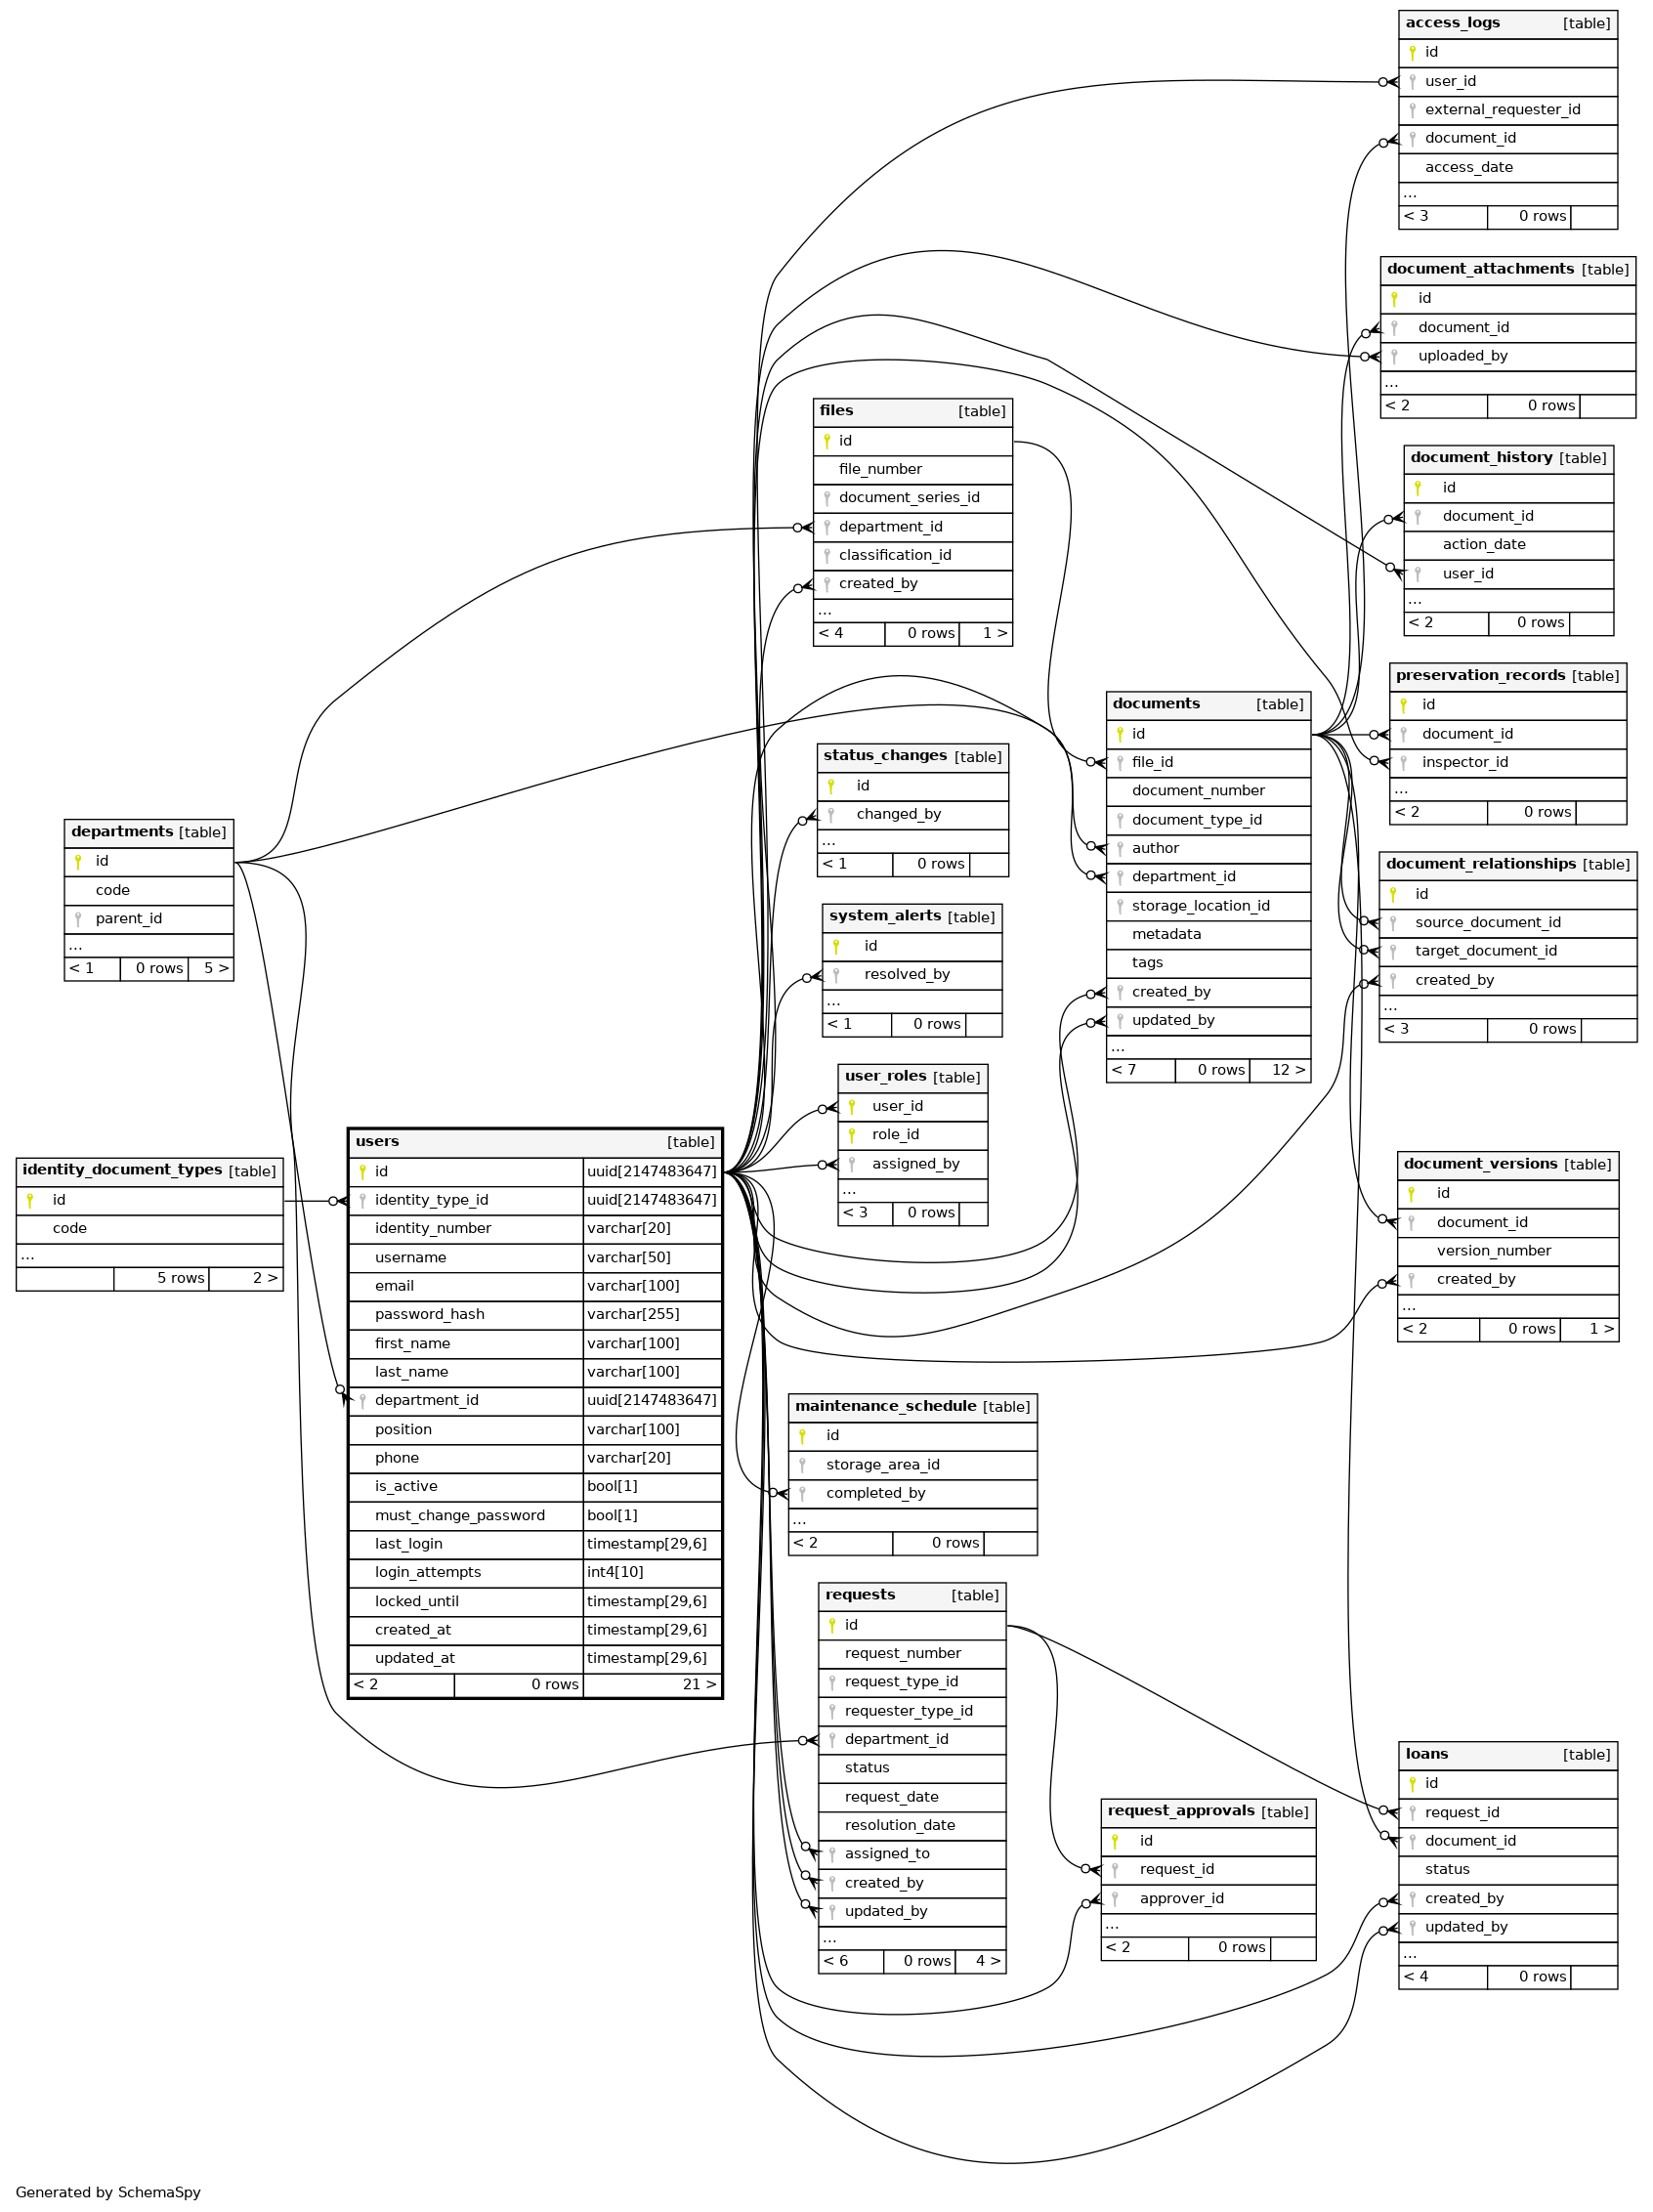 access_logs [table]
id
user_id
external_requester_id
document_id
access_date
...
< 3 0 rows
document_attachments [table]
id
document_id
uploaded_by
...
< 2 0 rows
files [table]
id
file_number
document_series_id
department_id
classification_id
created_by
...
< 4 0 rows 1 >
document_history [table]
id
document_id
action_date
user_id
...
< 2 0 rows
preservation_records [table]
id
document_id
inspector_id
...
< 2 0 rows
documents [table]
id
file_id
document_number
document_type_id
author
department_id
storage_location_id
metadata
tags
created_by
updated_by
...
< 7 0 rows 12 >
status_changes [table]
id
changed_by
...
< 1 0 rows
departments [table]
id
code
parent_id
...
< 1 0 rows 5 >
document_relationships [table]
id
source_document_id
target_document_id
created_by
...
< 3 0 rows
system_alerts [table]
id
resolved_by
...
< 1 0 rows
user_roles [table]
user_id
role_id
assigned_by
...
< 3 0 rows
users [table]
id uuid[2147483647]
identity_type_id uuid[2147483647]
identity_number varchar[20]
username varchar[50]
email varchar[100]
password_hash varchar[255]
first_name varchar[100]
last_name varchar[100]
department_id uuid[2147483647]
position varchar[100]
phone varchar[20]
is_active bool[1]
must_change_password bool[1]
last_login timestamp[29,6]
login_attempts int4[10]
locked_until timestamp[29,6]
created_at timestamp[29,6]
updated_at timestamp[29,6]
< 2 0 rows 21 >
identity_document_types [table]
id
code
...
5 rows 2 >
document_versions [table]
id
document_id
version_number
created_by
...
< 2 0 rows 1 >
maintenance_schedule [table]
id
storage_area_id
completed_by
...
< 2 0 rows
requests [table]
id
request_number
request_type_id
requester_type_id
department_id
status
request_date
resolution_date
assigned_to
created_by
updated_by
...
< 6 0 rows 4 >
request_approvals [table]
id
request_id
approver_id
...
< 2 0 rows
loans [table]
id
request_id
document_id
status
created_by
updated_by
...
< 4 0 rows
Generated by SchemaSpy